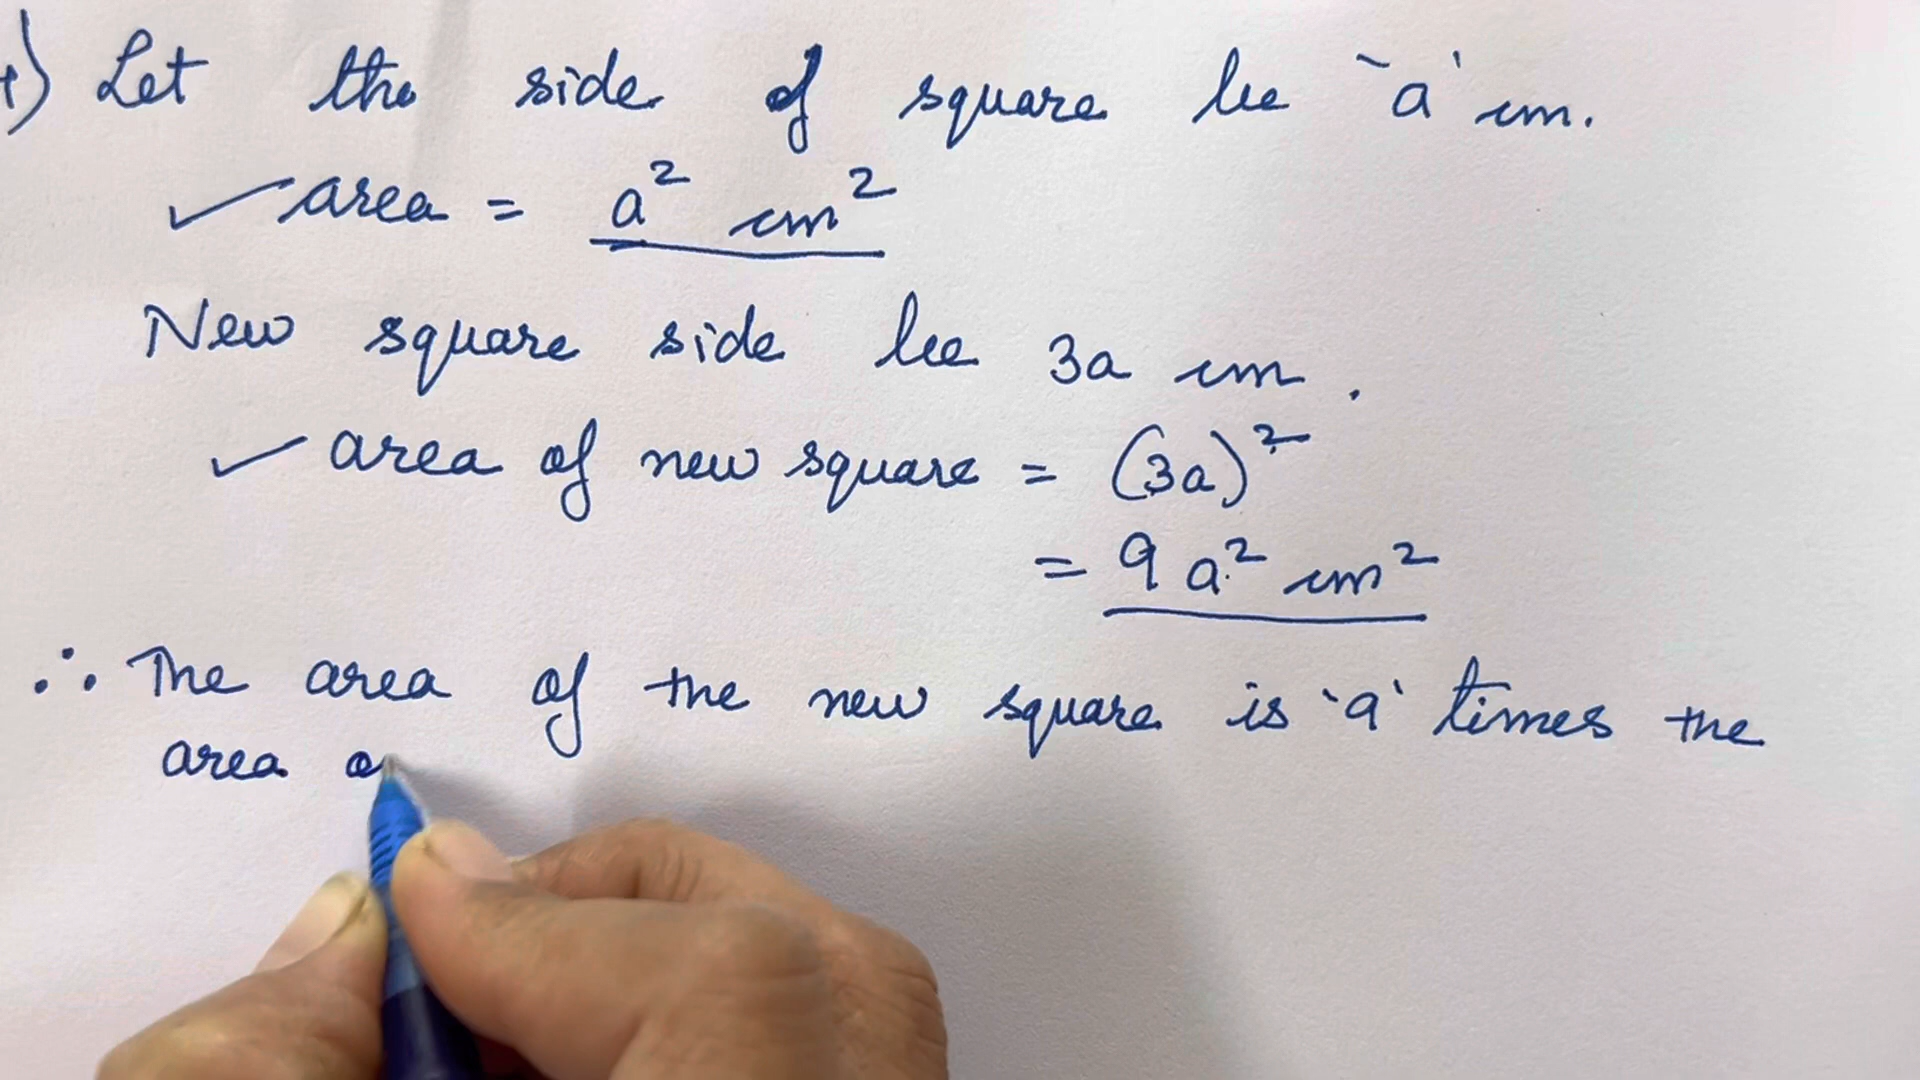 1) Let the side of square be `a' cm.
✓ area = a² cm²
New square side be 3a cm.
✓ area of new square = (3a)²
= 9 a² cm²
∴ The area of the new square is `9' times the
area